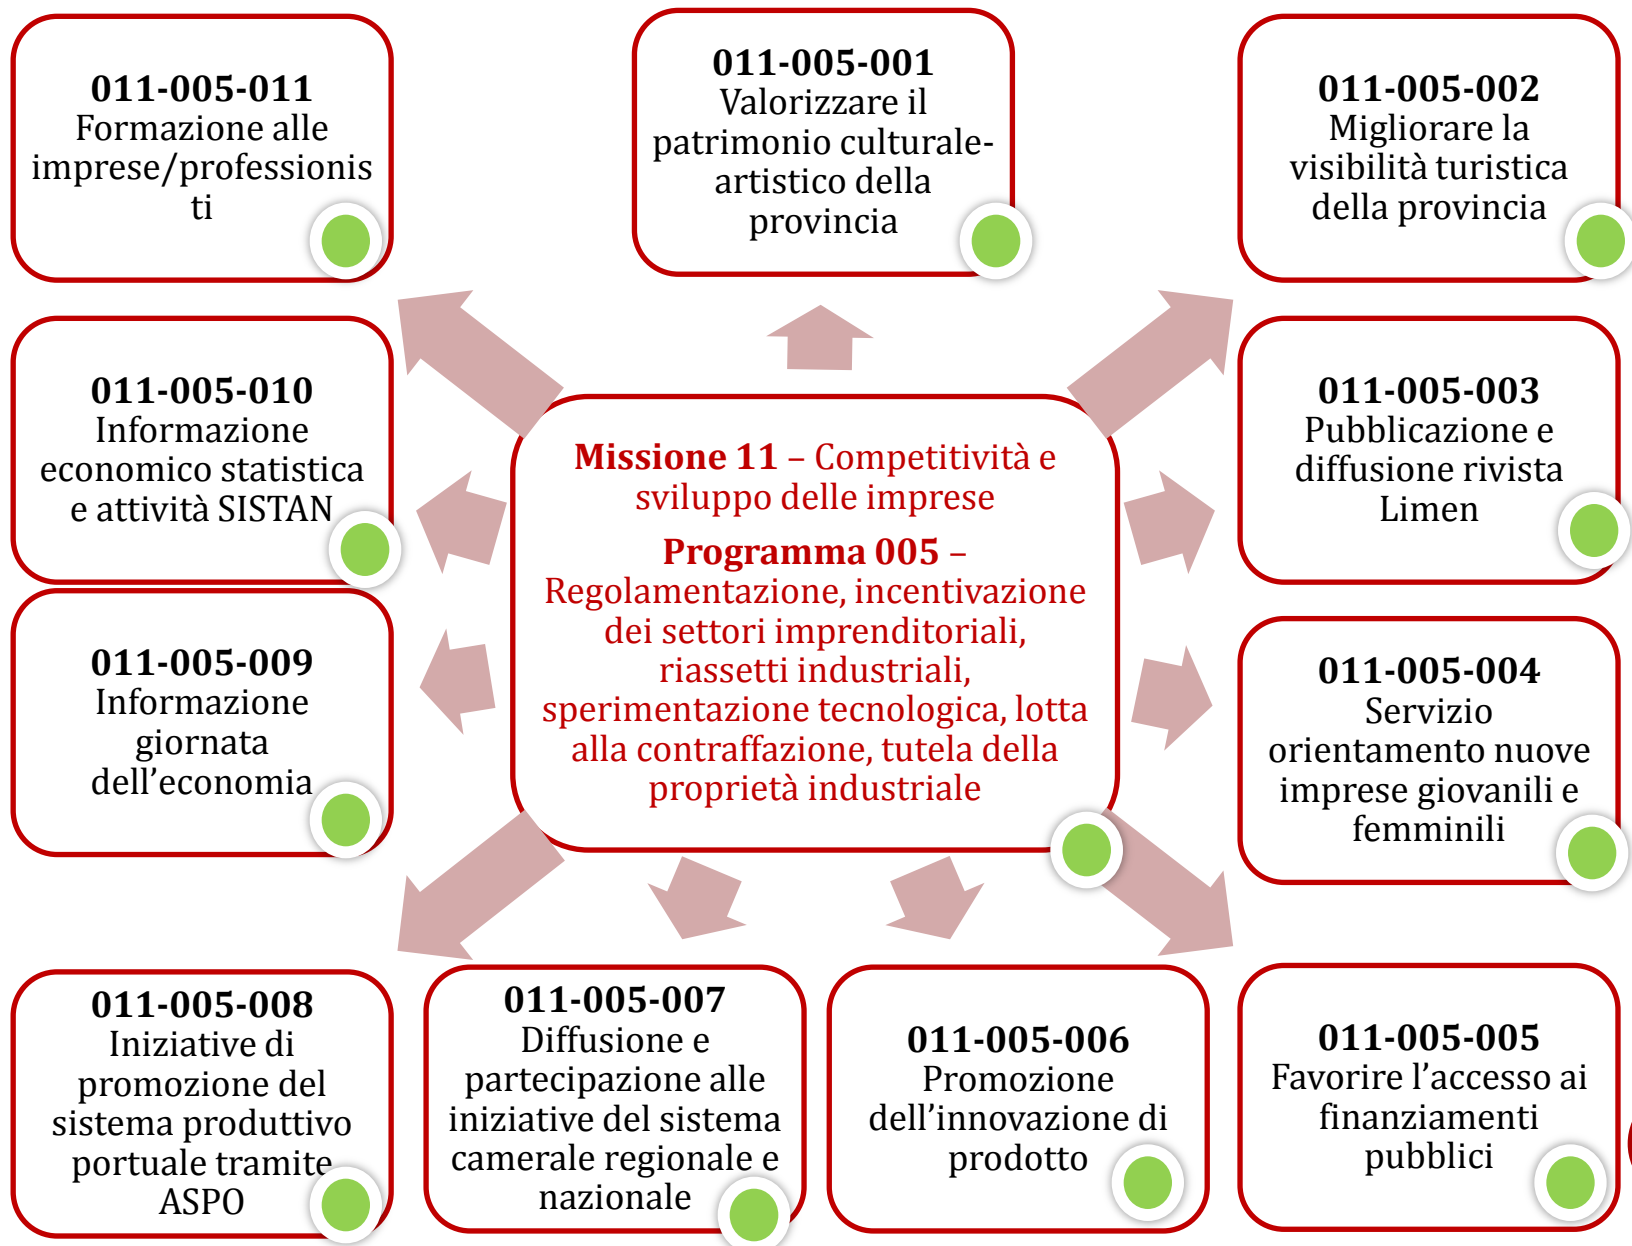 011-005-011
Formazione alle
imprese/professionis
ti
011-005-001
Valorizzare il
patrimonio culturale-
artistico della
provincia
011-005-002
Migliorare la
visibilità turistica
della provincia
011-005-010
Informazione
economico statistica
e attività SISTAN
011-005-003
Pubblicazione e
diffusione rivista
Limen
Missione 11 – Competitività e
sviluppo delle imprese
Programma 005 –
Regolamentazione, incentivazione
dei settori imprenditoriali,
riassetti industriali,
sperimentazione tecnologica, lotta
alla contraffazione, tutela della
proprietà industriale
011-005-009
Informazione
giornata
dell’economia
011-005-004
Servizio
orientamento nuove
imprese giovanili e
femminili
011-005-008
Iniziative di
promozione del
sistema produttivo
portuale tramite
ASPO
011-005-007
Diffusione e
partecipazione alle
iniziative del sistema
camerale regionale e
nazionale
011-005-006
Promozione
dell’innovazione di
prodotto
011-005-005
Favorire l’accesso ai
finanziamenti
pubblici